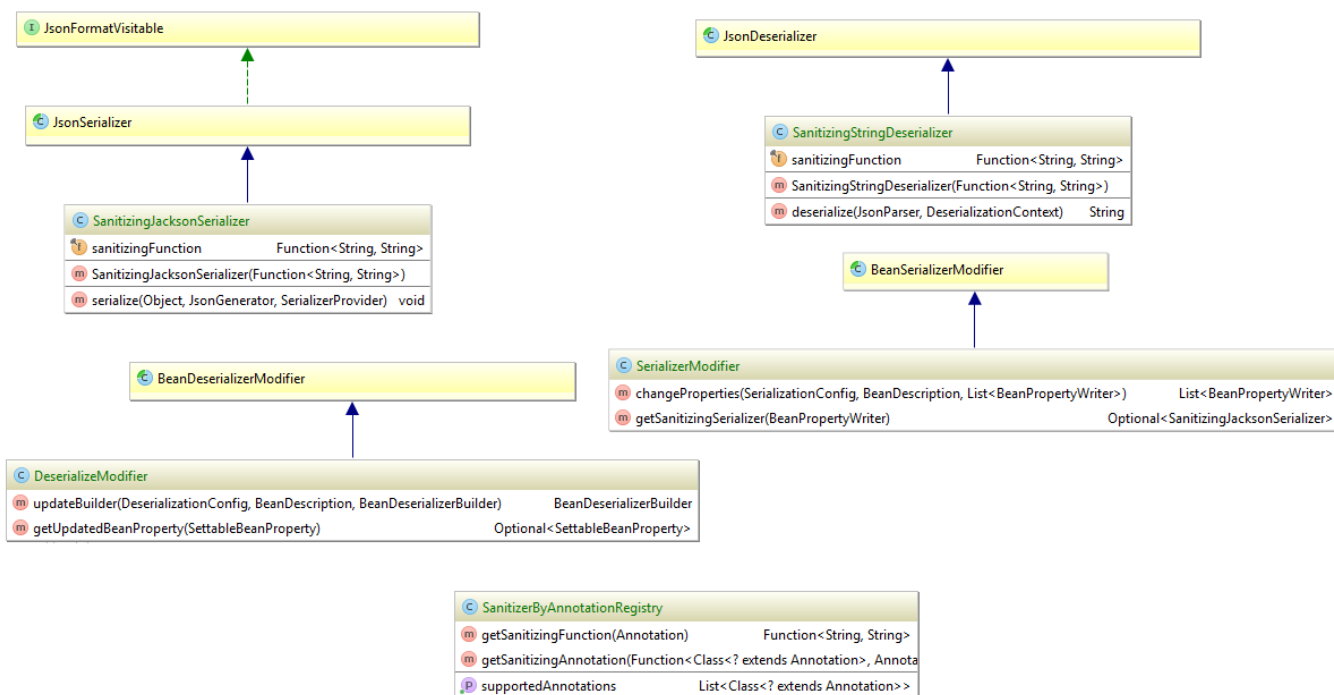 JsonFormatVisitable
JsonSerializer
SanitizingJacksonSerializer
sanitizingFunction Function<String, String>
SanitizingJacksonSerializer(Function<String, String>)
serialize(Object, JsonGenerator, SerializerProvider) void
JsonDeserializer
SanitizingStringDeserializer
sanitizingFunction Function<String, String>
SanitizingStringDeserializer(Function<String, String>)
deserialize(JsonParser, DeserializationContext) String
BeanSerializerModifier
SerializerModifier
changeProperties(SerializationConfig, BeanDescription, List<BeanPropertyWriter>) List<BeanPropertyWriter>
getSanitizingSerializer(BeanPropertyWriter) Optional<SanitizingJacksonSerializer>
BeanDeserializerModifier
DeserializeModifier
updateBuilder(DeserializationConfig, BeanDescription, BeanDeserializerBuilder) BeanDeserializerBuilder
getUpdatedBeanProperty(SettableBeanProperty) Optional<SettableBeanProperty>
SanitizerByAnnotationRegistry
getSanitizingFunction(Annotation) Function<String, String>
getSanitizingAnnotation(Function<Class<? extends Annotation>, Annota
supportedAnnotations List<Class<? extends Annotation>>